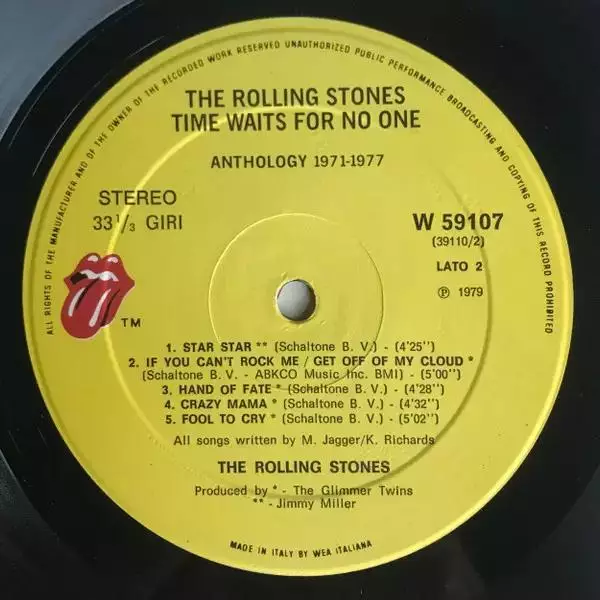 ALL RIGHTS OF THE MANUFACTURER AND OF THE OWNER OF THE RECORDED WORK RESERVED UNAUTHORIZED PUBLIC PERFORMANCE BROADCASTING AND COPYING OF THIS RECORD PROHIBITED
THE ROLLING STONES
TIME WAITS FOR NO ONE
ANTHOLOGY 1971-1977
STEREO
33 1/3 GIRI
W 59107
(39110/2)
LATO 2
℗ 1979
TM
1. STAR STAR ** (Schaltone B. V.) - (4'25")
2. IF YOU CAN'T ROCK ME / GET OFF OF MY CLOUD *
(Schaltone B. V. - ABKCO Music Inc. BMI) - (5'00")
3. HAND OF FATE * (Schaltone B. V.) - (4'28")
4. CRAZY MAMA * (Schaltone B. V.) - (4'32")
5. FOOL TO CRY * (Schaltone B. V.) - (5'02")
All songs written by M. Jagger/K. Richards
THE ROLLING STONES
Produced by * - The Glimmer Twins
** - Jimmy Miller
MADE IN ITALY BY WEA ITALIANA